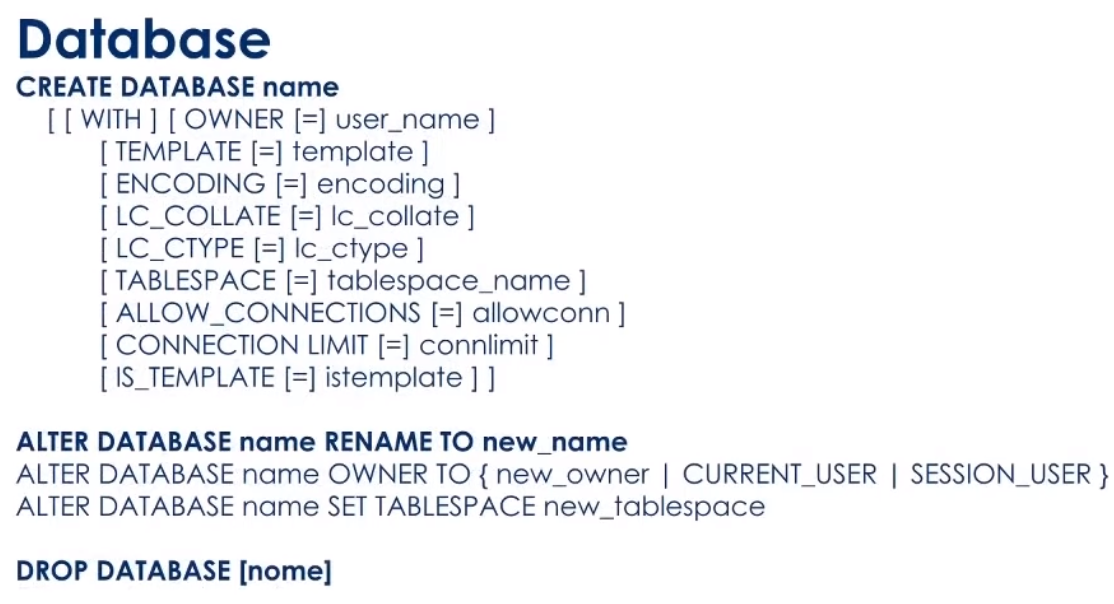 Database
CREATE DATABASE name
[ [ WITH ] [ OWNER [=] user_name ]
[ TEMPLATE [=] template ]
[ ENCODING [=] encoding ]
[ LC_COLLATE [=] lc_collate ]
[ LC_CTYPE [=] lc_ctype ]
[ TABLESPACE [=] tablespace_name ]
[ ALLOW_CONNECTIONS [=] allowconn ]
[ CONNECTION LIMIT [=] connlimit ]
[ IS_TEMPLATE [=] istemplate ] ]
ALTER DATABASE name RENAME TO new_name
ALTER DATABASE name OWNER TO { new_owner | CURRENT_USER | SESSION_USER }
ALTER DATABASE name SET TABLESPACE new_tablespace
DROP DATABASE [nome]